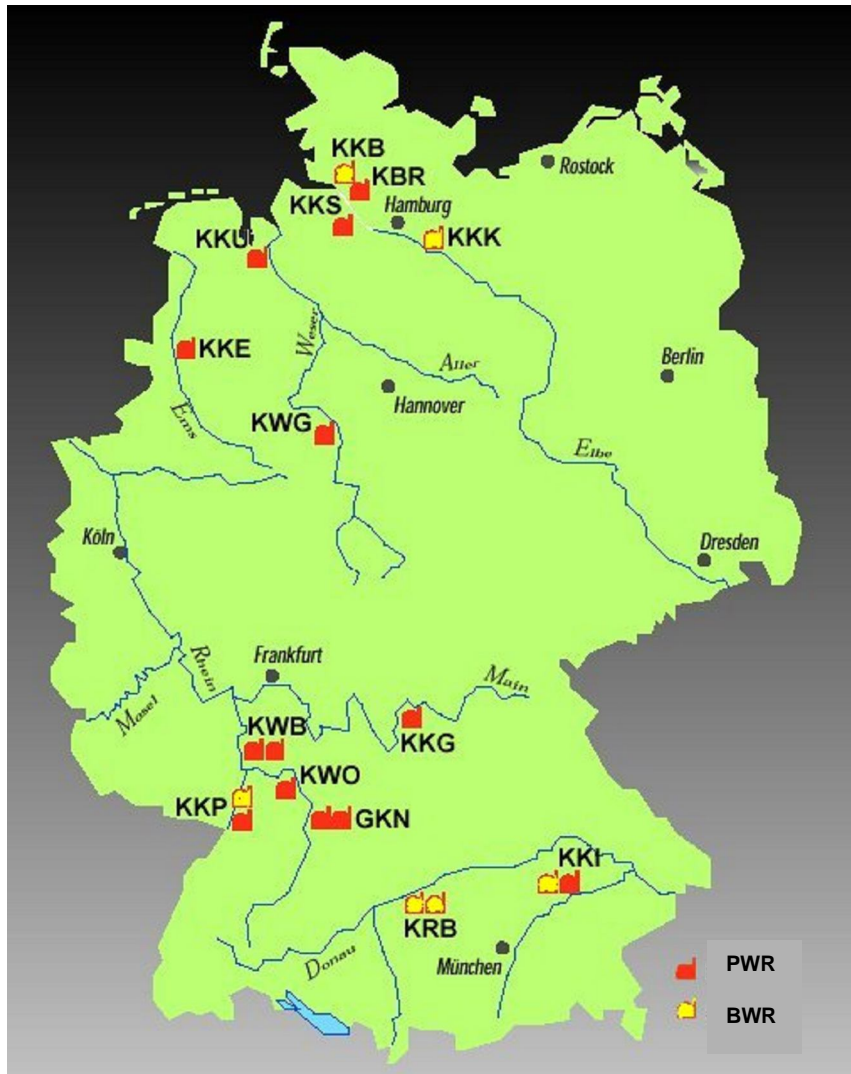 KKB
Rostock
KBR
KKS
Hamburg
KKU
KKK
KKE
Weser
Aller
Berlin
Hannover
Ems
KWG
Elbe
Köln
Dresden
Frankfurt
Rhein
Main
Mosel
KWB
KKG
KWO
KKP
GKN
KKI
KRB
Donau
München
PWR
BWR